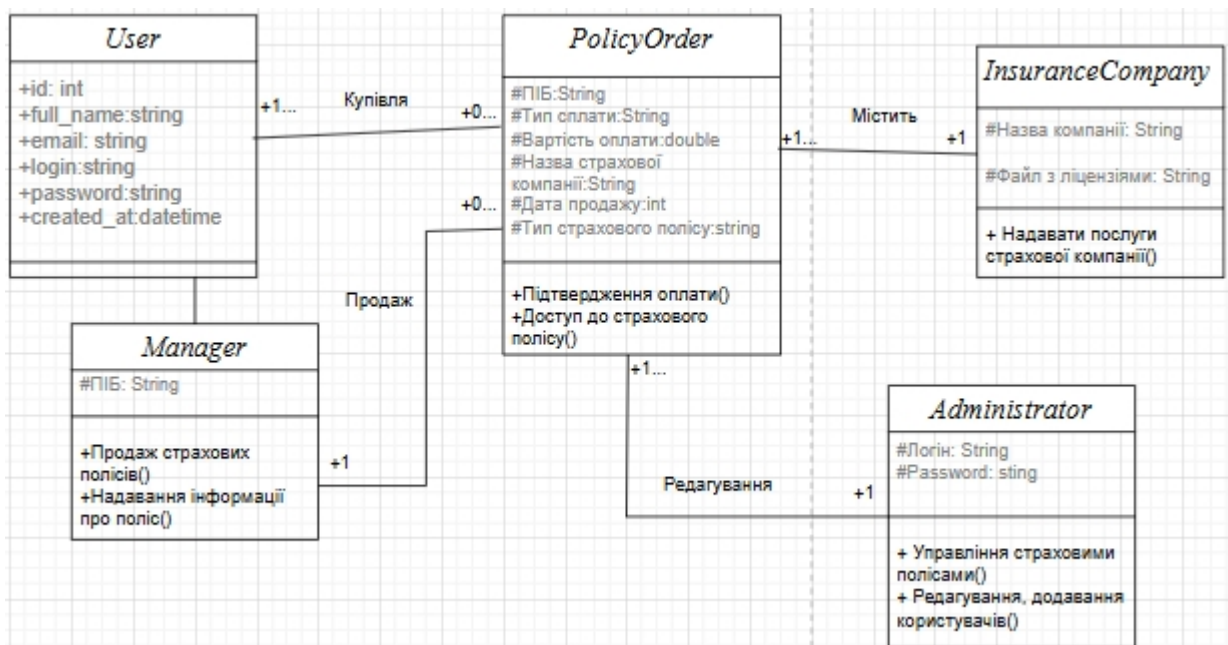 User
+id: int
+full_name:string
+email: string
+login:string
+password:string
+created_at:datetime
+1...
Купівля
+0...
PolicyOrder
#ПІБ:String
#Тип сплати:String
#Вартість оплати:double
#Назва страхової
компанії:String
#Дата продажу:int
#Тип страхового полісу:string
+Підтвердження оплати()
+Доступ до страхового
полісу()
+1...
Містить
+1
InsuranceCompany
#Назва компанії: String
#Файл з ліцензіями: String
+ Надавати послуги
страхової компанії()
+0...
Продаж
+1
Manager
#ПІБ: String
+Продаж страхових
полісів()
+Надавання інформації
про поліс()
+1...
Редагування
+1
Administrator
#Логін: String
#Password: sting
+ Управління страховими
полісами()
+ Редагування, додавання
користувачів()